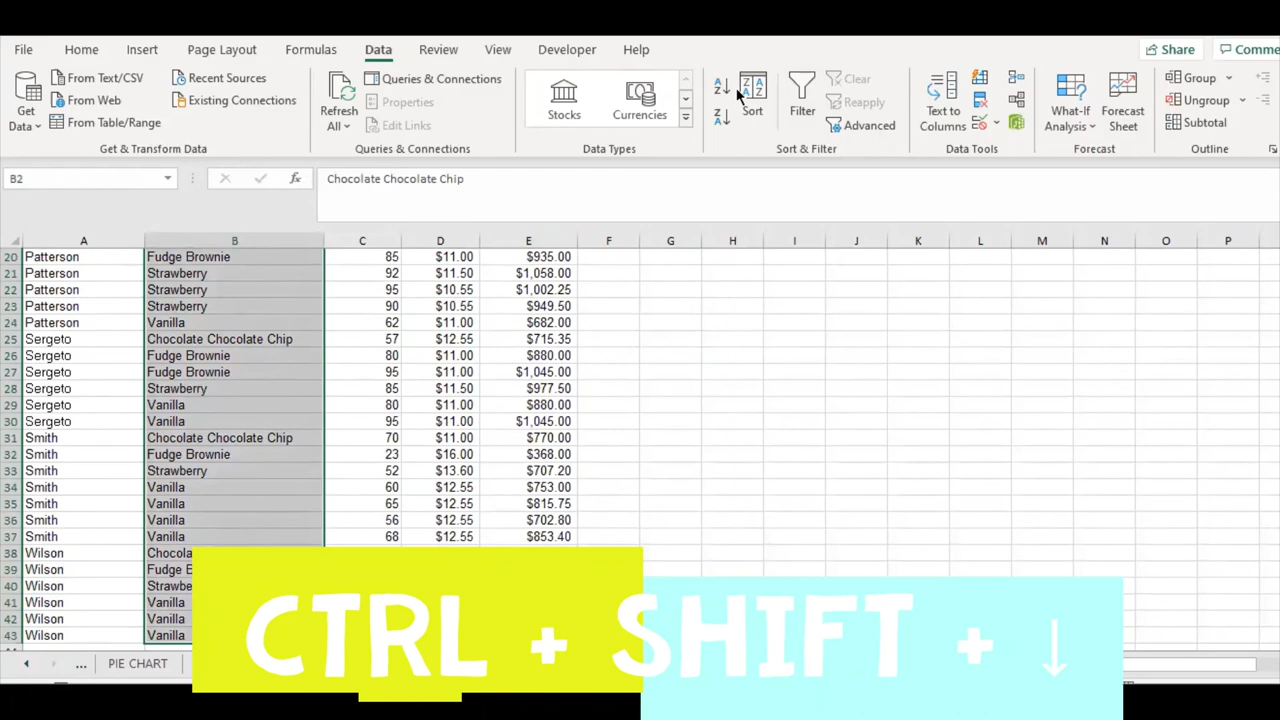 File Home Insert Page Layout Formulas Data Review View Developer Help Share Comme
Get Data From Text/CSV From Web From Table/Range Recent Sources Existing Connections
Get & Transform Data
Refresh All Queries & Connections Properties Edit Links
Queries & Connections
Stocks Currencies
Data Types
Sort Filter Clear Reapply Advanced
Sort & Filter
Text to Columns
Data Tools
What-If Analysis Forecast Sheet
Forecast
Group Ungroup Subtotal
Outline
B2 fx Chocolate Chocolate Chip
A B C D E F G H I J K L M N O P
20 Patterson Fudge Brownie 85 $11.00 $935.00
21 Patterson Strawberry 92 $11.50 $1,058.00
22 Patterson Strawberry 95 $10.55 $1,002.25
23 Patterson Strawberry 90 $10.55 $949.50
24 Patterson Vanilla 62 $11.00 $682.00
25 Sergeto Chocolate Chocolate Chip 57 $12.55 $715.35
26 Sergeto Fudge Brownie 80 $11.00 $880.00
27 Sergeto Fudge Brownie 95 $11.00 $1,045.00
28 Sergeto Strawberry 85 $11.50 $977.50
29 Sergeto Vanilla 80 $11.00 $880.00
30 Sergeto Vanilla 95 $11.00 $1,045.00
31 Smith Chocolate Chocolate Chip 70 $11.00 $770.00
32 Smith Fudge Brownie 23 $16.00 $368.00
33 Smith Strawberry 52 $13.60 $707.20
34 Smith Vanilla 60 $12.55 $753.00
35 Smith Vanilla 65 $12.55 $815.75
36 Smith Vanilla 56 $12.55 $702.80
37 Smith Vanilla 68 $12.55 $853.40
38 Wilson Chocola
39 Wilson Fudge B
40 Wilson Strawbe
41 Wilson Vanilla
42 Wilson Vanilla
43 Wilson Vanilla
CTRL + SHIFT + ↓
... PIE CHART